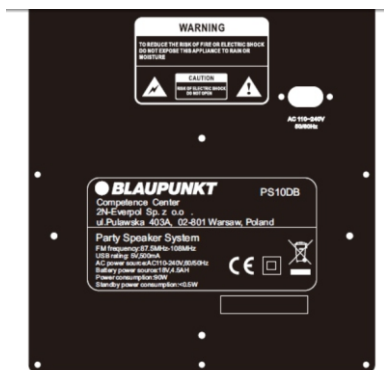 WARNING
TO REDUCE THE RISK OF FIRE OR ELECTRIC SHOCK
DO NOT EXPOSE THIS APPLIANCE TO RAIN OR
MOISTURE
CAUTION
RISK OF ELECTRIC SHOCK
DO NOT OPEN
AC 110-240V
50/60Hz
BLAUPUNKT PS10DB
Competence Center
2N-Everpol Sp. z o.o .
ul.Pulawska 403A, 02-801 Warsaw, Poland
Party Speaker System
FM frequency:87.5MHz-108MHz
USB rating: 5V,500mA
AC power source:AC110-240V,60/50Hz
Battery power source:18V,4.5AH
Power consumption:90W
Standby power consumption:<0.5W
CE